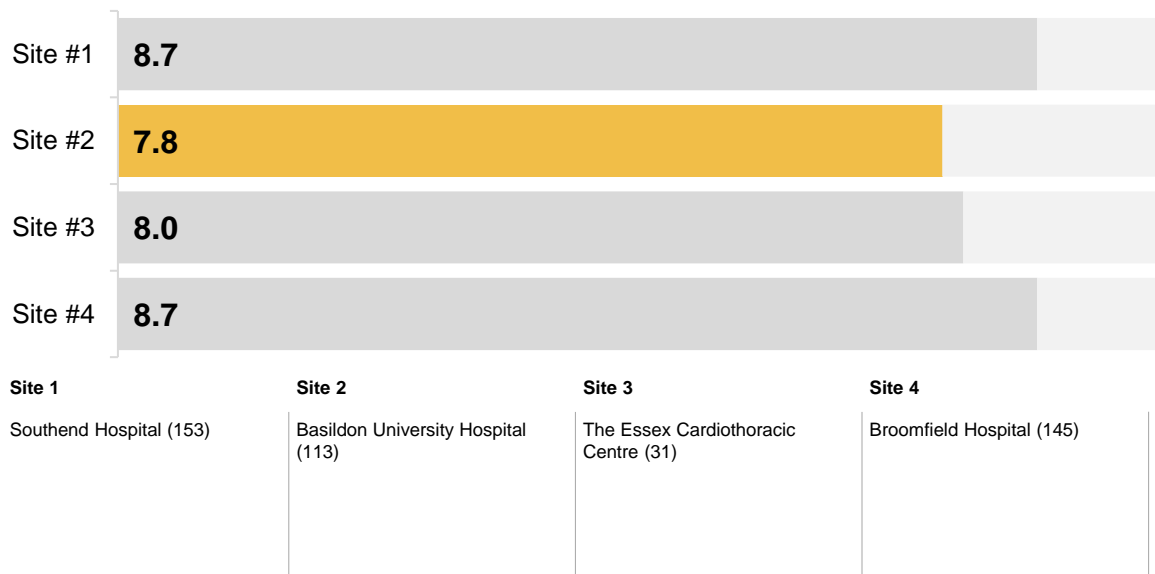 Site #1 8.7
Site #2 7.8
Site #3 8.0
Site #4 8.7
Site 1
Southend Hospital (153)
Site 2
Basildon University Hospital
(113)
Site 3
The Essex Cardiothoracic
Centre (31)
Site 4
Broomfield Hospital (145)